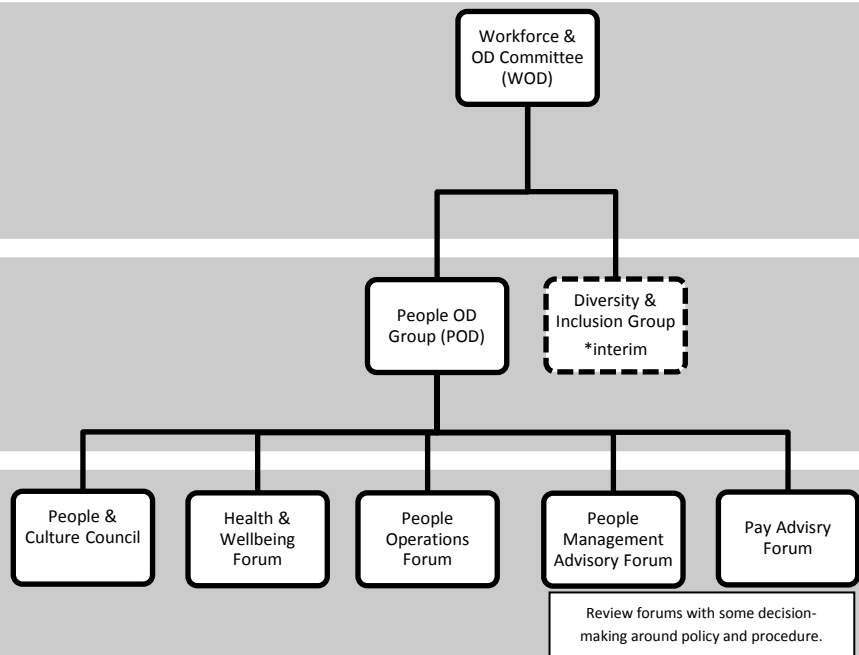 Workforce &
OD Committee
(WOD)
People OD
Group (POD)
Diversity &
Inclusion Group
*interim
People &
Culture Council
Health &
Wellbeing
Forum
People
Operations
Forum
People
Management
Advisory Forum
Pay Advisry
Forum
Review forums with some decision-
making around policy and procedure.